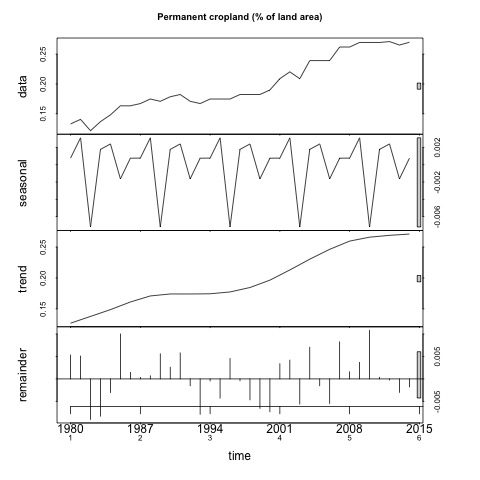 Permanent cropland (% of land area)
data
0.15 0.20 0.25
seasonal
-0.006 -0.002 0.002
trend
0.15 0.25
remainder
-0.005 0.005
1980 1987 1994 2001 2008 2015
1 2 3 4 5 6
time